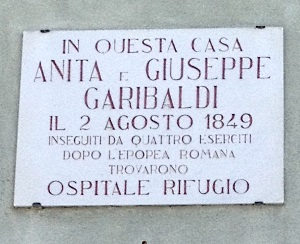 IN QUESTA CASA
ANITA E GIUSEPPE
GARIBALDI
IL 2 AGOSTO 1849
INSEGUITI DA QUATTRO ESERCITI
DOPO L'EPOPEA ROMANA
TROVARONO
OSPITALE RIFUGIO